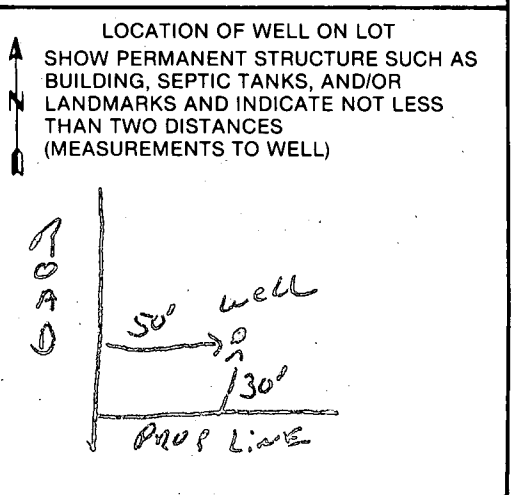 LOCATION OF WELL ON LOT
SHOW PERMANENT STRUCTURE SUCH AS
BUILDING, SEPTIC TANKS, AND/OR
N LANDMARKS AND INDICATE NOT LESS
THAN TWO DISTANCES
(MEASUREMENTS TO WELL)
ROAD
well
50'
30'
PROP LINE